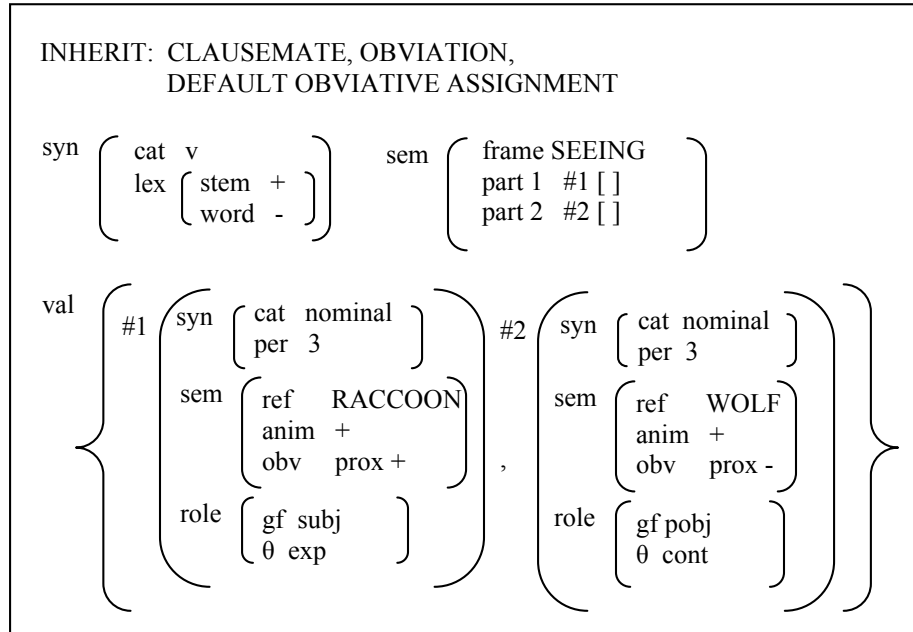 INHERIT: CLAUSEMATE, OBVIATION,
DEFAULT OBVIATIVE ASSIGNMENT
syn cat v
lex stem +
word -
sem frame SEEING
part 1 #1 [ ]
part 2 #2 [ ]
val
#1 syn cat nominal
per 3
sem ref RACCOON
anim +
obv prox +
role gf subj
θ exp
,
#2 syn cat nominal
per 3
sem ref WOLF
anim +
obv prox -
role gf pobj
θ cont